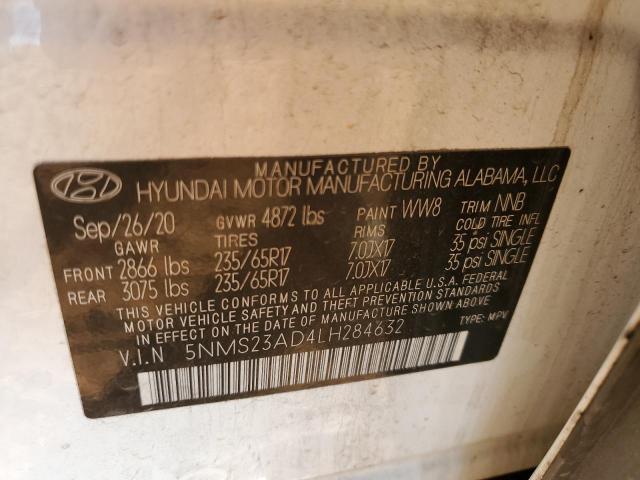 MANUFACTURED BY
HYUNDAI MOTOR MANUFACTURING ALABAMA, LLC
Sep/26/20 GVWR 4872 lbs PAINT WW8 TRIM NNB
GAWR TIRES RIMS COLD TIRE INFL
FRONT 2866 lbs 235/65R17 7.0JX17 35 psi SINGLE
REAR 3075 lbs 235/65R17 7.0JX17 35 psi SINGLE
THIS VEHICLE CONFORMS TO ALL APPLICABLE U.S.A. FEDERAL
MOTOR VEHICLE SAFETY AND THEFT PREVENTION STANDARDS
IN EFFECT ON THE DATE OF MANUFACTURE SHOWN ABOVE.
V.I.N 5NMS23AD4LH284632 TYPE: MPV